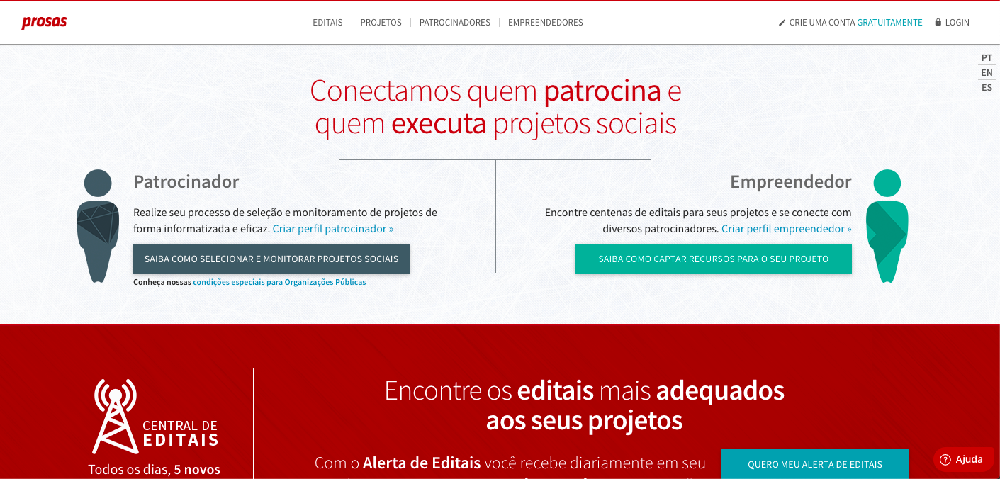 prosas
EDITAIS
PROJETOS
PATROCINADORES
EMPREENDEDORES
CRIE UMA CONTA GRATUITAMENTE
LOGIN
PT
EN
ES
Conectamos quem patrocina e
quem executa projetos sociais
Patrocinador
Realize seu processo de seleção e monitoramento de projetos de
forma informatizada e eficaz. Criar perfil patrocinador »
SAIBA COMO SELECIONAR E MONITORAR PROJETOS SOCIAIS
Conheça nossas condições especiais para Organizações Públicas
Empreendedor
Encontre centenas de editais para seus projetos e se conecte com
diversos patrocinadores. Criar perfil empreendedor »
SAIBA COMO CAPTAR RECURSOS PARA O SEU PROJETO
CENTRAL DE
EDITAIS
Todos os dias, 5 novos
Encontre os editais mais adequados
aos seus projetos
Com o Alerta de Editais você recebe diariamente em seu
QUERO MEU ALERTA DE EDITAIS
Ajuda